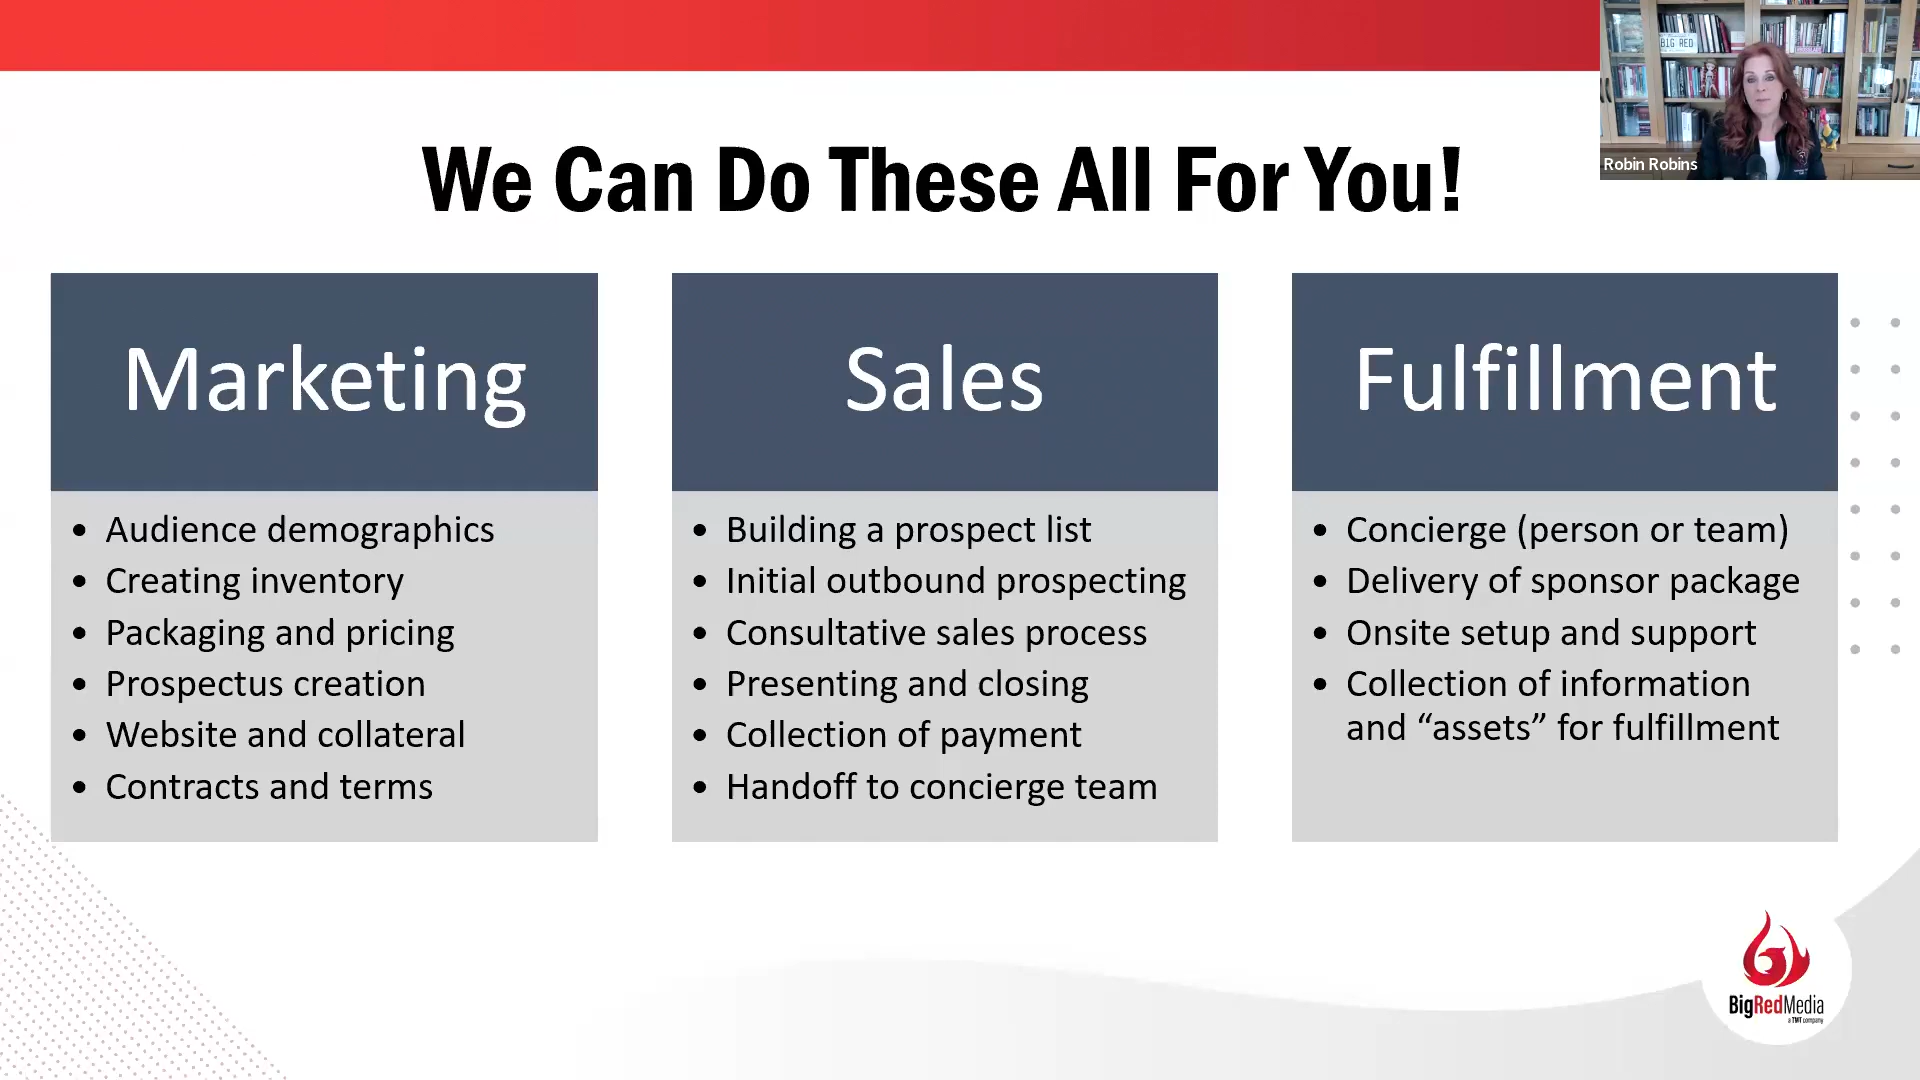 BIG RED
Robin Robins
We Can Do These All For You!
Marketing
• Audience demographics
• Creating inventory
• Packaging and pricing
• Prospectus creation
• Website and collateral
• Contracts and terms
Sales
• Building a prospect list
• Initial outbound prospecting
• Consultative sales process
• Presenting and closing
• Collection of payment
• Handoff to concierge team
Fulfillment
• Concierge (person or team)
• Delivery of sponsor package
• Onsite setup and support
• Collection of information
and “assets” for fulfillment
BigRedMedia
a TMT company